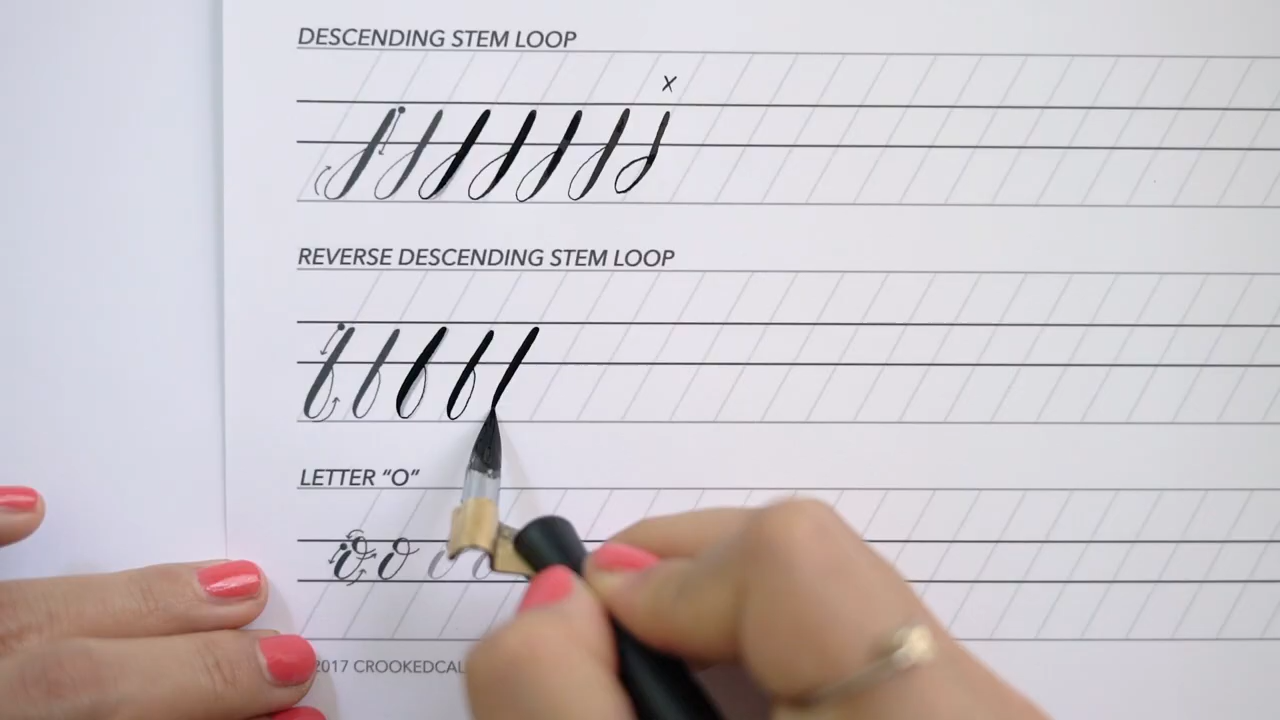 DESCENDING STEM LOOP
x
REVERSE DESCENDING STEM LOOP
LETTER “O”
2017 CROOKEDCAL